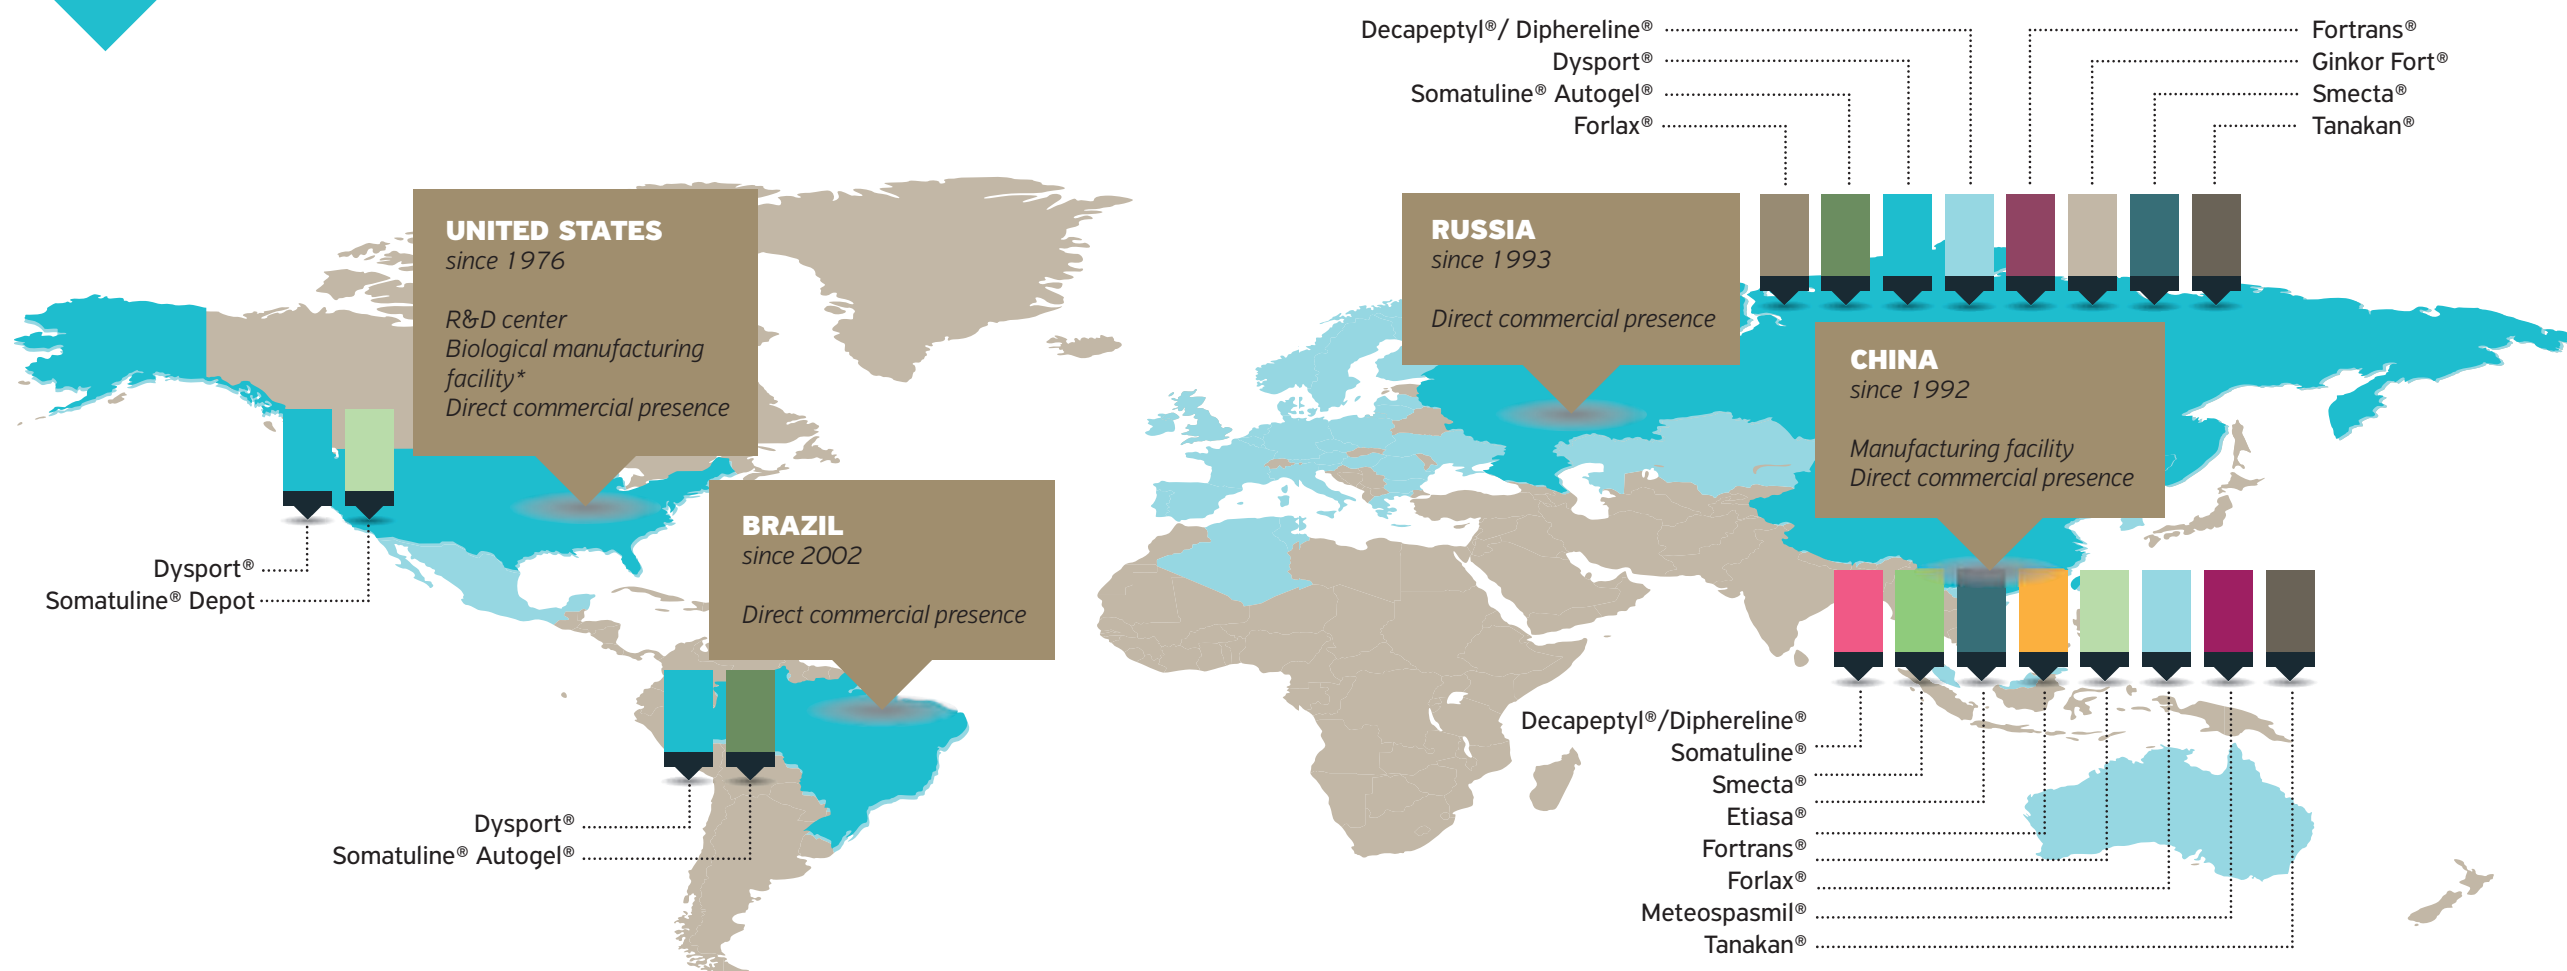 Decapeptyl®/ Diphereline®
Dysport®
Somatuline® Autogel®
Forlax®
Fortrans®
Ginkor Fort®
Smecta®
Tanakan®
UNITED STATES
since 1976
R&D center
Biological manufacturing
facility*
Direct commercial presence
Dysport®
Somatuline® Depot
BRAZIL
since 2002
Direct commercial presence
Dysport®
Somatuline® Autogel®
RUSSIA
since 1993
Direct commercial presence
CHINA
since 1992
Manufacturing facility
Direct commercial presence
Decapeptyl®/Diphereline®
Somatuline®
Smecta®
Etiasa®
Fortrans®
Forlax®
Meteospasmil®
Tanakan®